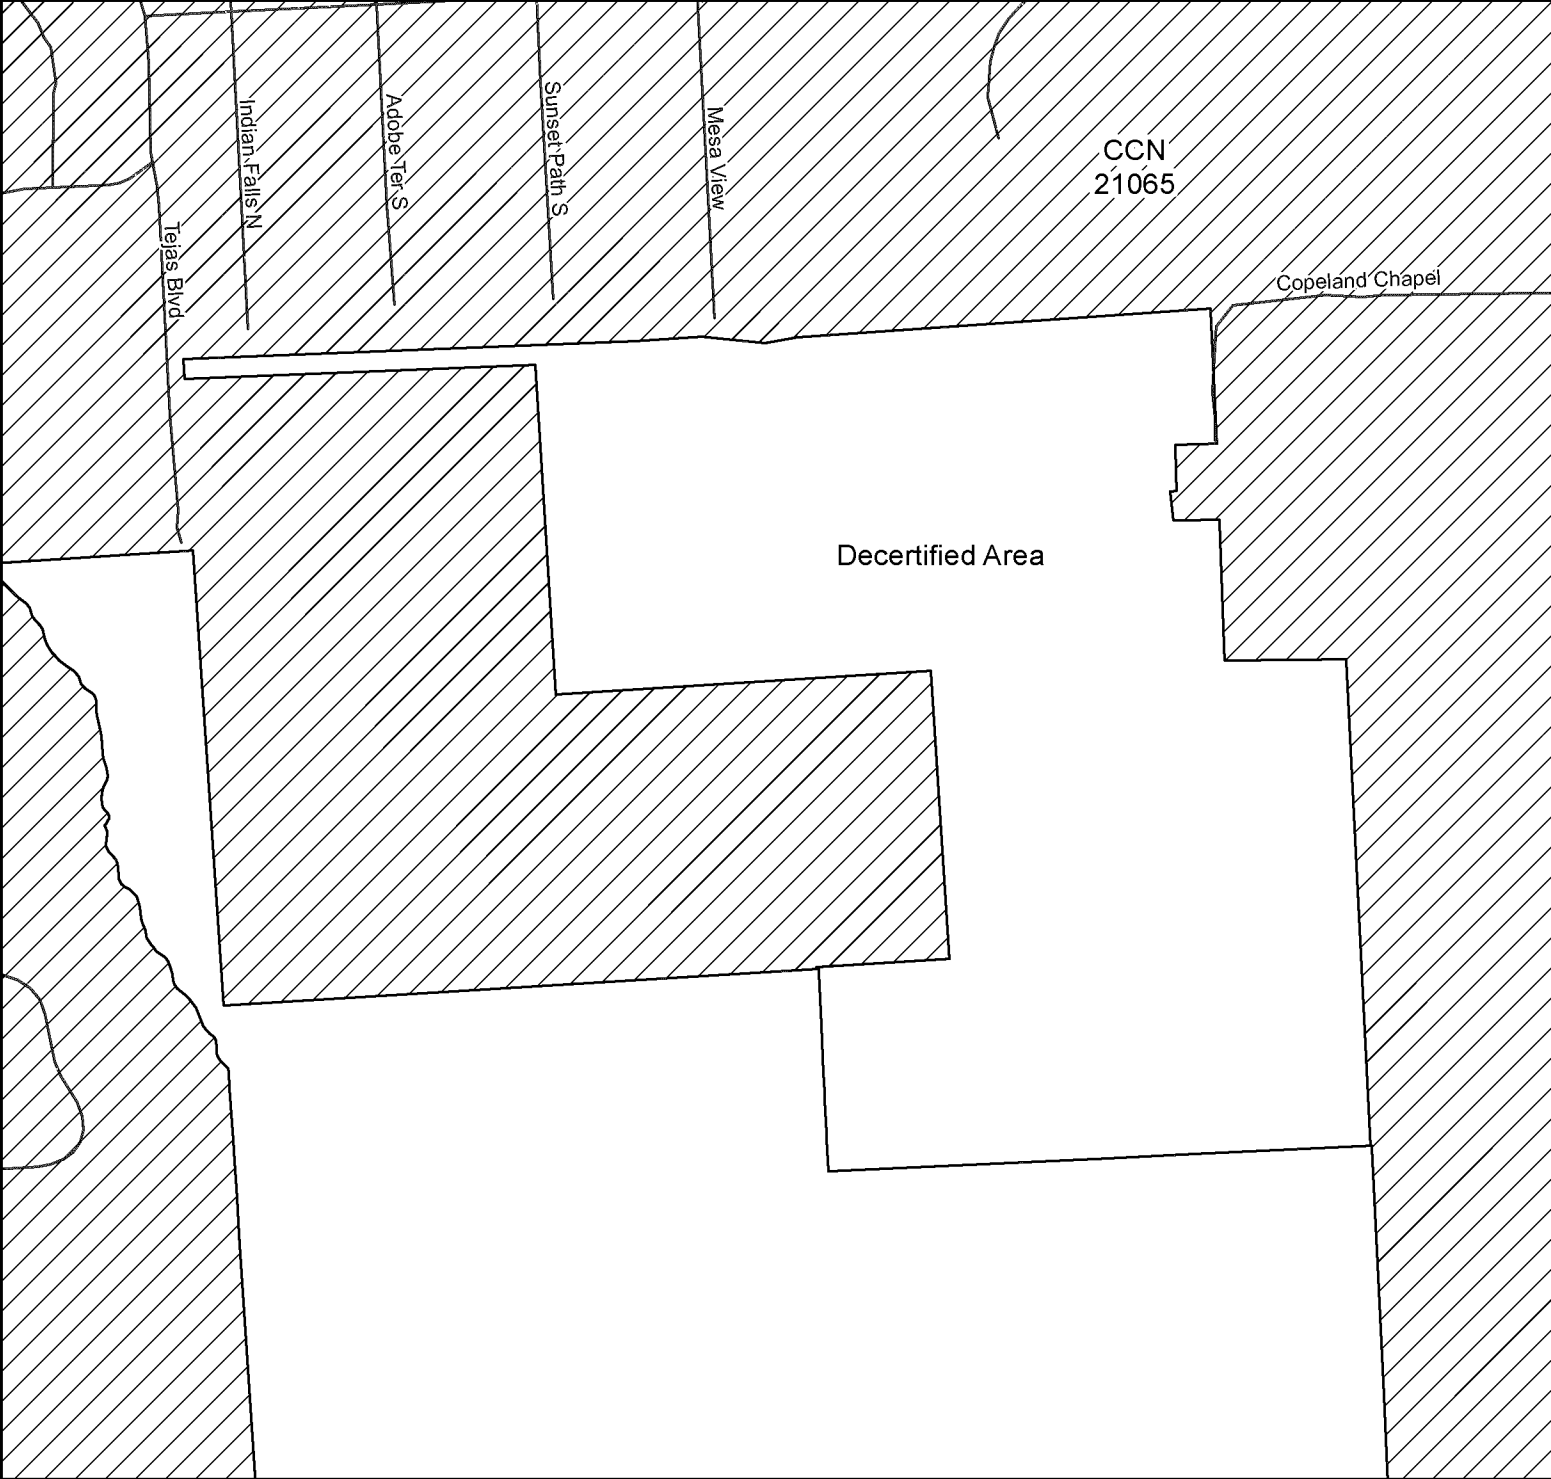 Indian Falls N
Adobe Ter S
Sunset Path S
Mesa View
CCN
21065
Tejas Blvd
Copeland Chapel
Decertified Area